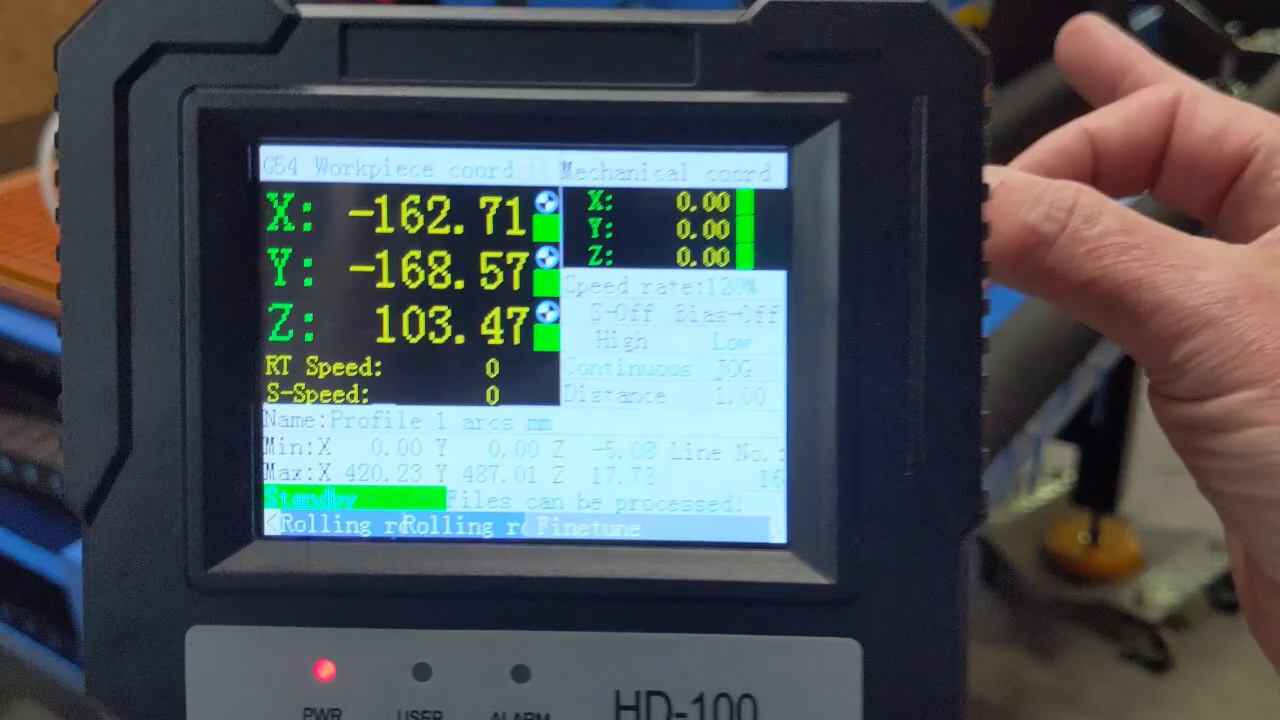 G54 Workpiece coord Mechanical coord
X: -162.71
Y: -168.57
Z: 103.47
X: 0.00
Y: 0.00
Z: 0.00
Speed rate:120%
S-Off Bias-Off
High Low
RT Speed: 0
Continuous JOG
S-Speed: 0
Distance 1.00
Name:Profile 1 arcs mm
Min:X 0.00 Y 0.00 Z -5.08 Line No.:
Max:X 420.23 Y 487.01 Z 17.78 16
Standby Files can be processed!
<Rolling r Rolling r Finetune >
PWR USER ALARM HD-100